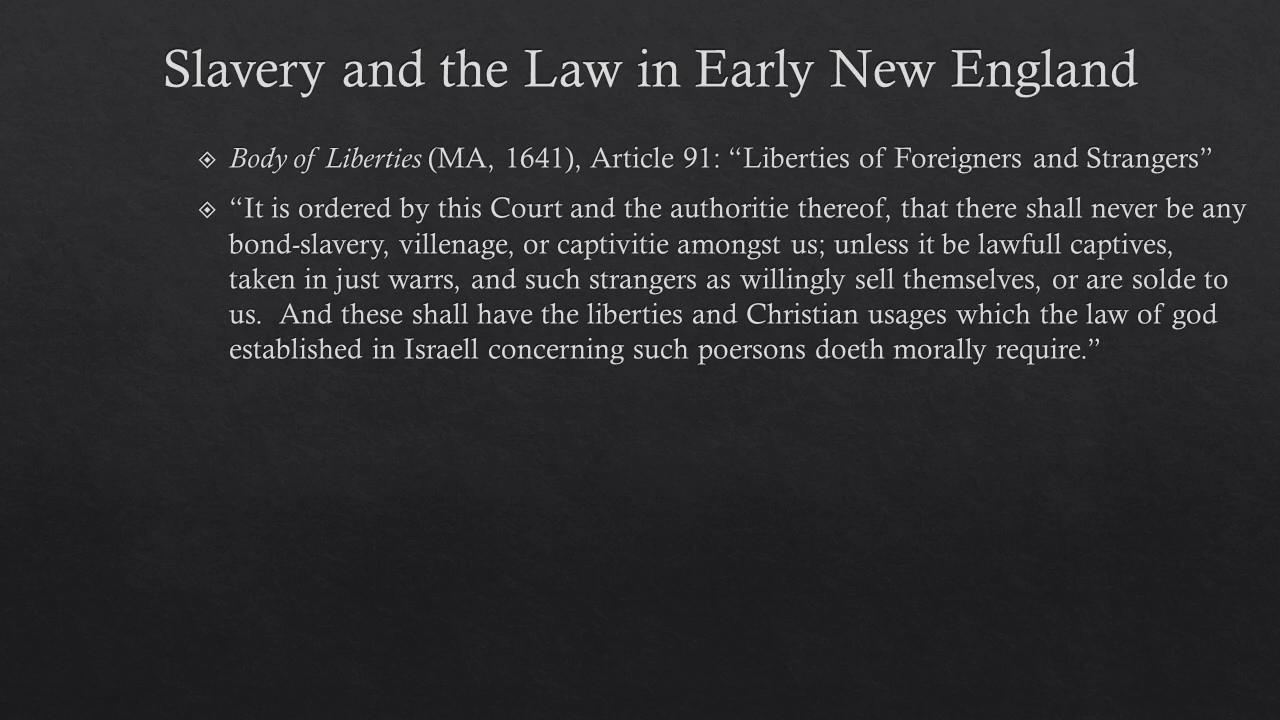 Slavery and the Law in Early New England
Body of Liberties (MA, 1641), Article 91: “Liberties of Foreigners and Strangers”
“It is ordered by this Court and the authoritie thereof, that there shall never be any
bond-slavery, villenage, or captivitie amongst us; unless it be lawfull captives,
taken in just warrs, and such strangers as willingly sell themselves, or are solde to
us.  And these shall have the liberties and Christian usages which the law of god
established in Israell concerning such poersons doeth morally require.”